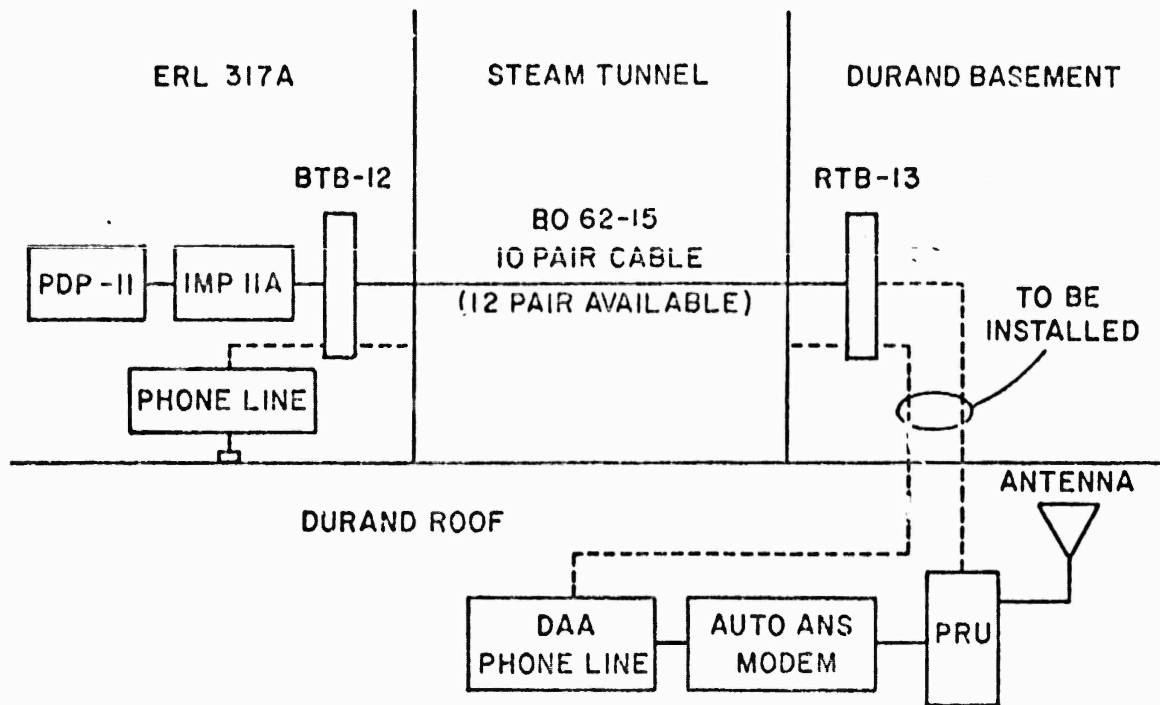 ERL 317A
STEAM TUNNEL
DURAND BASEMENT
BTB-12
RTB-13
BO 62-15
10 PAIR CABLE
(12 PAIR AVAILABLE)
PDP-11
IMP 11A
TO BE
INSTALLED
PHONE LINE
ANTENNA
DURAND ROOF
DAA
PHONE LINE
AUTO ANS
MODEM
PRU